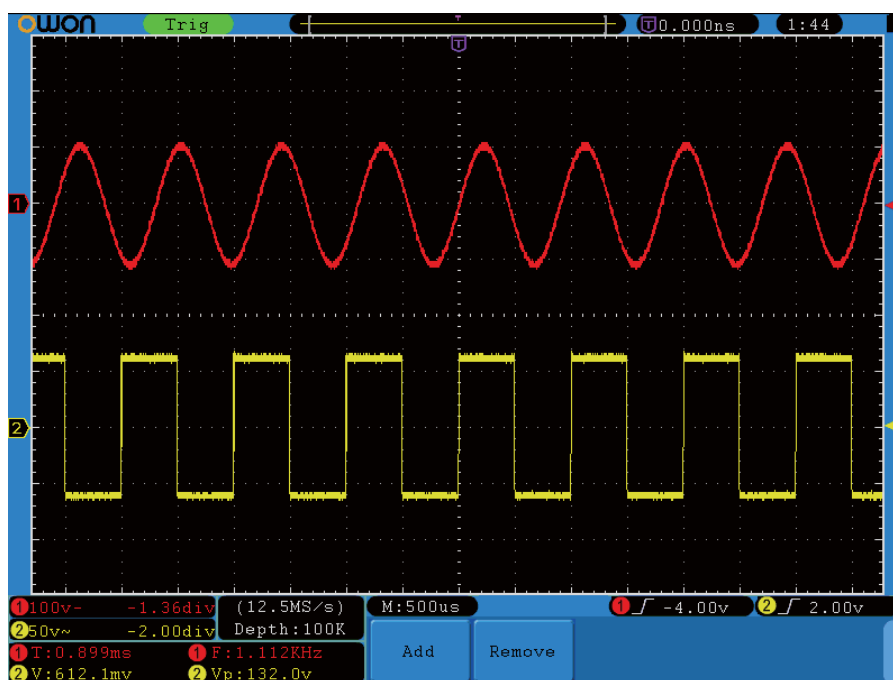 owon Trig T T 0.000ns 1:44
T
1
2
1 100v- -1.36div (12.5MS/s) M:500us 1 -4.00v 2 2.00v
2 50v~ -2.00div Depth:100K
1 T:0.899ms 1 F:1.112KHz Add Remove
2 V:612.1mv 2 Vp:132.0v